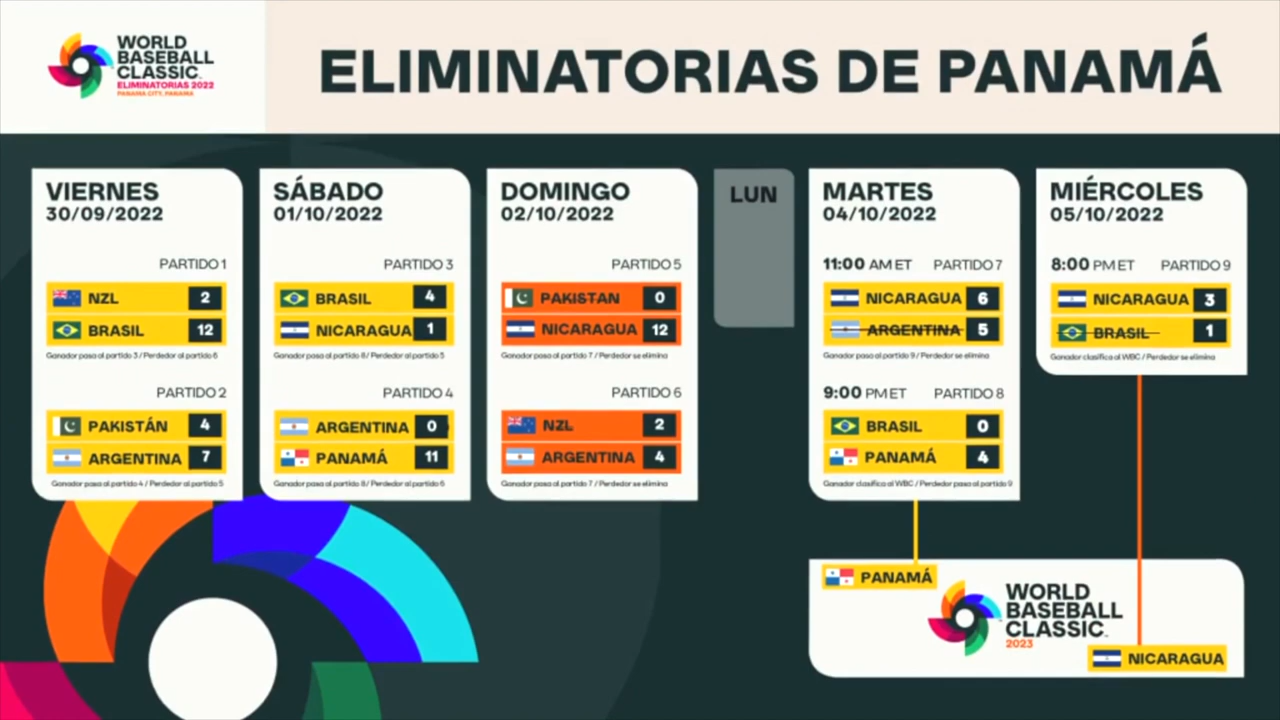 WORLD
BASEBALL
CLASSIC™
ELIMINATORIAS 2022
PANAMA CITY, PANAMA
ELIMINATORIAS DE PANAMÁ
VIERNES
30/09/2022
PARTIDO 1
NZL 2
BRASIL 12
Ganador pasa al partido 3 / Perdedor al partido 6
PARTIDO 2
PAKISTÁN 4
ARGENTINA 7
Ganador pasa al partido 4 / Perdedor al partido 5
SÁBADO
01/10/2022
PARTIDO 3
BRASIL 4
NICARAGUA 1
Ganador pasa al partido 8 / Perdedor al partido 5
PARTIDO 4
ARGENTINA 0
PANAMÁ 11
Ganador pasa al partido 8 / Perdedor al partido 6
DOMINGO
02/10/2022
PARTIDO 5
PAKISTAN 0
NICARAGUA 12
Ganador pasa al partido 7 / Perdedor se elimina
PARTIDO 6
NZL 2
ARGENTINA 4
Ganador pasa al partido 7 / Perdedor se elimina
LUN
MARTES
04/10/2022
11:00 AM ET PARTIDO 7
NICARAGUA 6
ARGENTINA 5
Ganador pasa al partido 9 / Perdedor se elimina
9:00 PM ET PARTIDO 8
BRASIL 0
PANAMÁ 4
Ganador clasifica al WBC / Perdedor pasa al partido 9
MIÉRCOLES
05/10/2022
8:00 PM ET PARTIDO 9
NICARAGUA 3
BRASIL 1
Ganador clasifica al WBC / Perdedor se elimina
PANAMÁ
WORLD
BASEBALL
CLASSIC™
2023
NICARAGUA